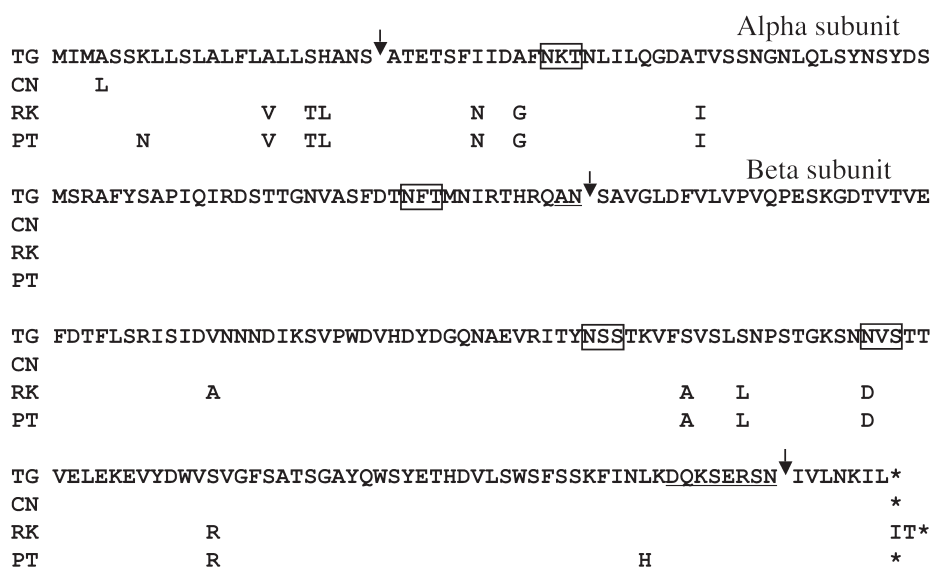 Alpha subunit
TG MIMASSKLLSLALFLALLSHANS ATETSFIIDAFNKTNLILQGDATVSSNGNLQLSYNSYDS
CN L
RK V TL N G I
PT N V TL N G I
Beta subunit
TG MSRAFYSAPIQIRDSTTGNVASFDTNFTMNIRTHRQAN SAVGLDFVLVPVQPESKGDTVTVE
CN
RK
PT
TG FDTFLSRISIDVNNNDIKSVPWDVHDYDGQNAEVRITYNSSTKVFSVSLSNPSTGKSNNVSTT
CN
RK A A L D
PT A L D
TG VELEKEVYDWVSVGFSATSGAYQWSYETHDVLSWSFSSKFINLKDQKSERSN IVLNKIL*
CN *
RK R IT*
PT R H *